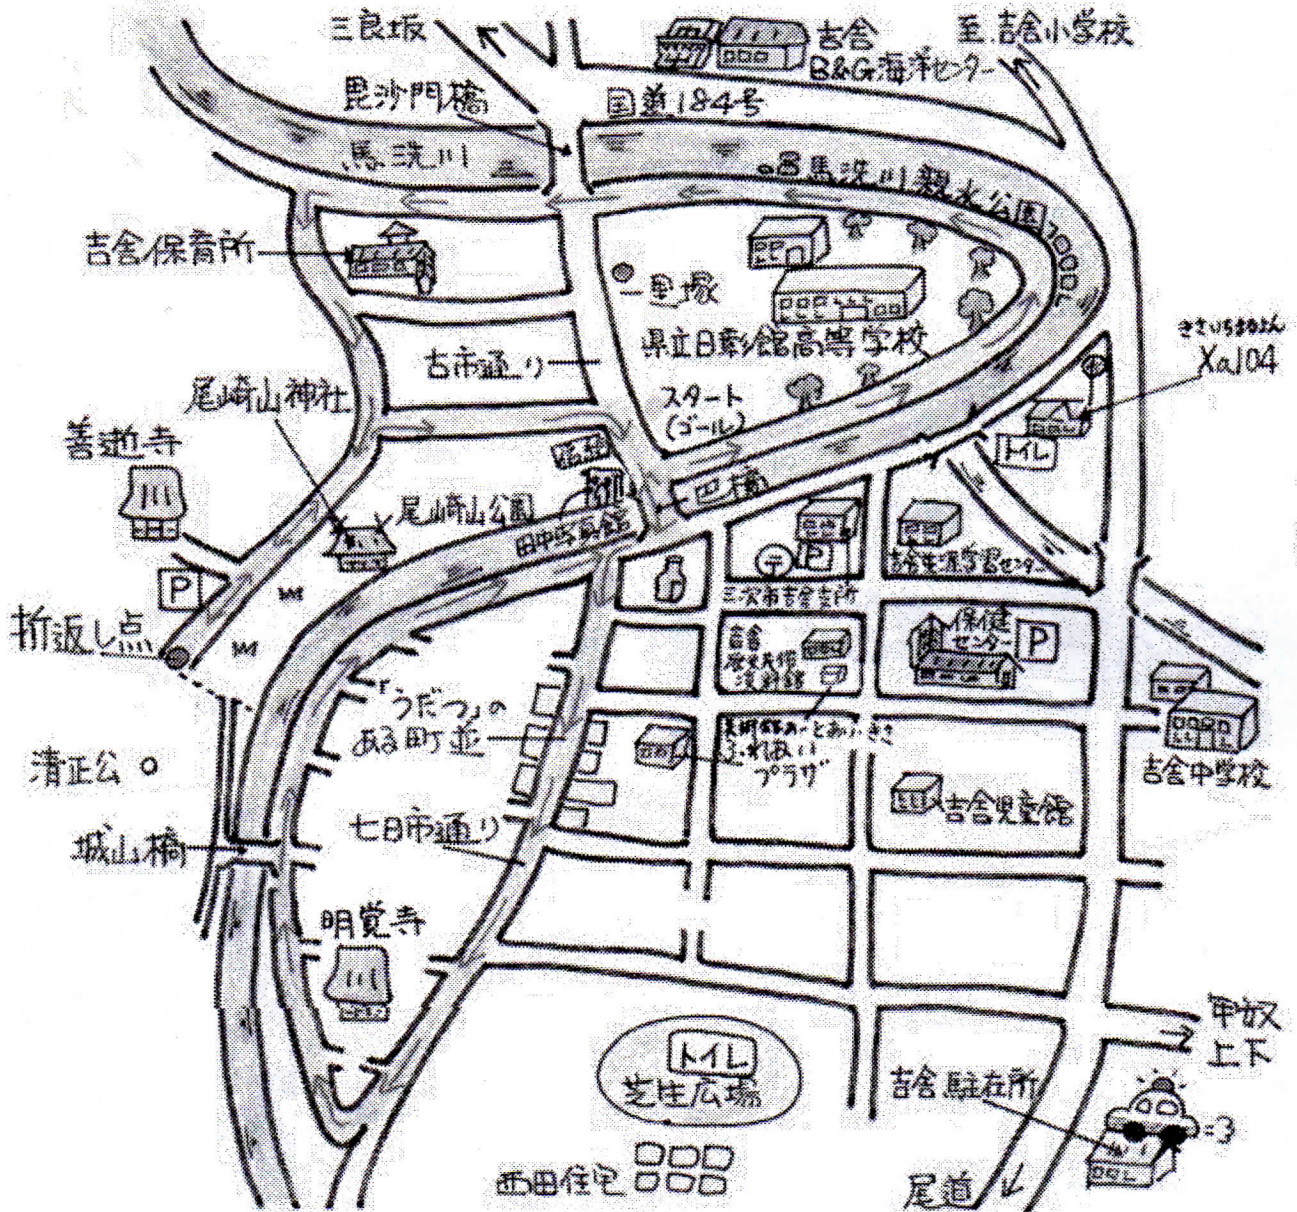 三良坂
吉舎
B&G海洋センター
至.吉舎小学校
毘沙門橋
国道184号
馬洗川
馬洗川親水公園
吉舎保育所
一里塚
県立日彰館高等学校
Xa104
古市通り
尾崎山神社
スタート
(ゴール)
善逝寺
トイレ
巴橋
尾崎山公園
田中写真館
吉舎生涯学習センター
P
P
三次市吉舎支所
折返し点
吉舎
歴史民俗
資料館
保健
センター
P
「うだつ」の
ある町並
ふれあい
プラザ
清正公
吉舎中学校
七日市通り
吉舎児童館
城山橋
明覚寺
甲奴
上下
トイレ
芝生広場
吉舎駐在所
=3
西田住宅
尾道